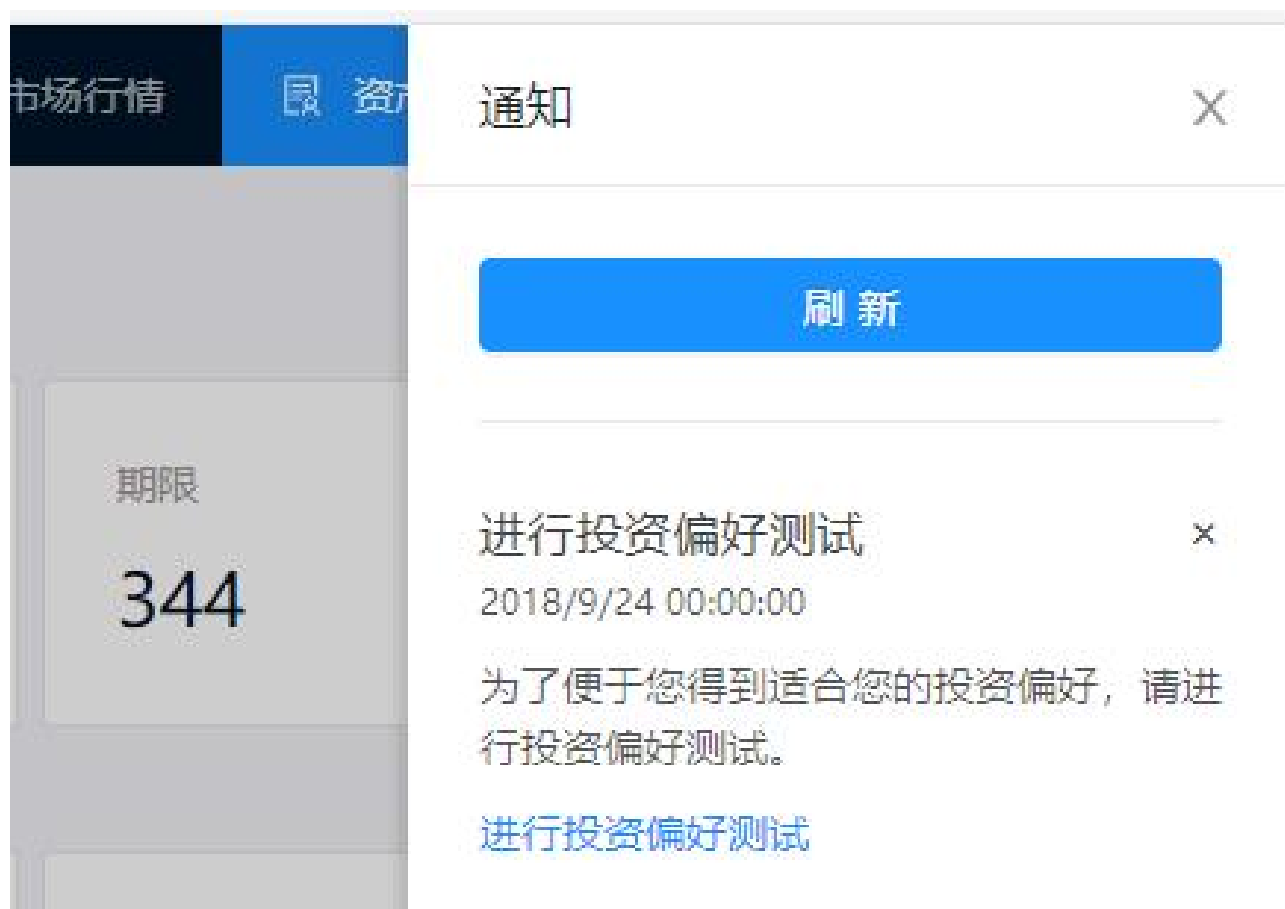 市场行情
通知
刷新
期限
344
进行投资偏好测试
2018/9/24 00:00:00
为了便于您得到适合您的投资偏好，请进
行投资偏好测试。
进行投资偏好测试